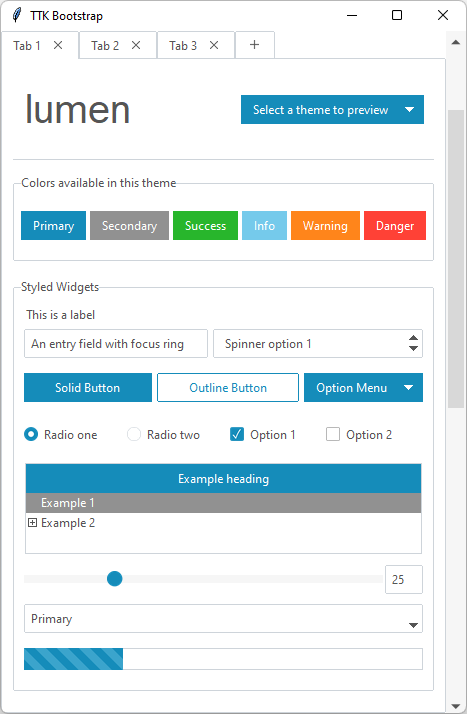 TTK Bootstrap
Tab 1 Tab 2 Tab 3
lumen
Select a theme to preview
Colors available in this theme
Primary Secondary Success Info Warning Danger
Styled Widgets
This is a label
An entry field with focus ring Spinner option 1
Solid Button Outline Button Option Menu
Radio one Radio two Option 1 Option 2
Example heading
Example 1
Example 2
25
Primary